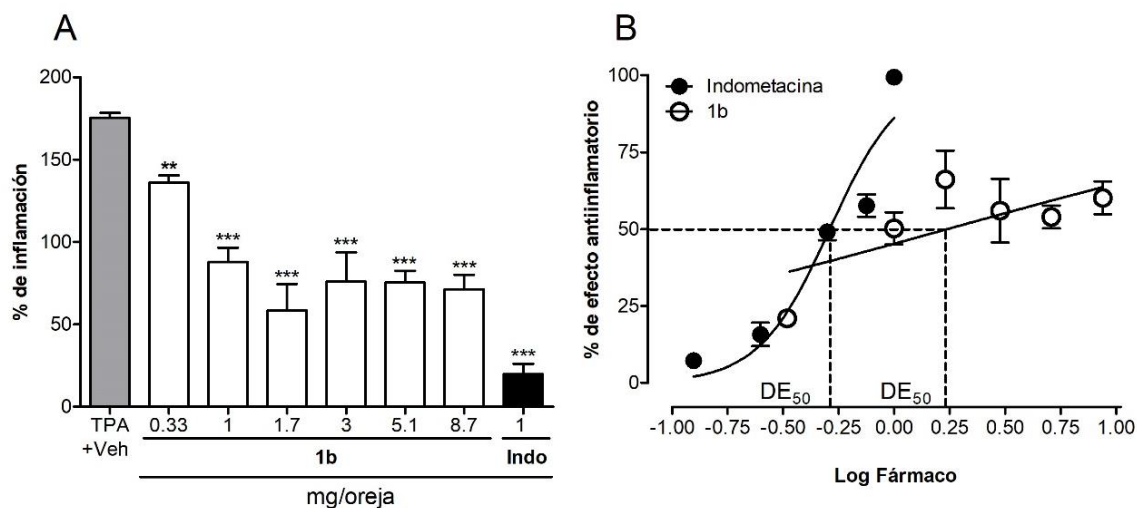 A
% de inflamación
200
150
100
50
0
**
***
***
***
***
***
***
TPA
+Veh
0.33 1 1.7 3 5.1 8.7 1
1b Indo
mg/oreja
B
% de efecto antiinflamatorio
100
75
50
25
0
Indometacina
1b
DE50 DE50
-1.00 -0.75 -0.50 -0.25 0.00 0.25 0.50 0.75 1.00
Log Fármaco